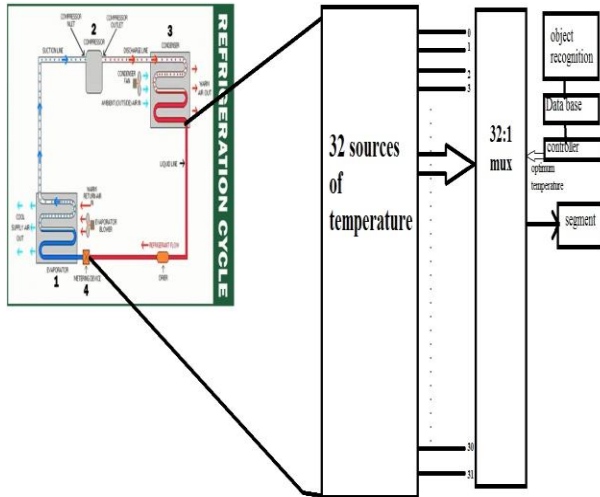 REFRIGERATION CYCLE
COMPRESSOR
INLET
2
COMPRESSOR
OUTLET
COMPRESSOR
SUCTION LINE
DISCHARGE LINE
3
CONDENSER
CONDENSER
FAN
WARM
AIR OUT
AMBIENT (OUTSIDE) AIR IN
LIQUID LINE
WARM
RETURN AIR
IN
COOL
SUPPLY AIR
OUT
EVAPORATOR
BLOWER
REFRIGERANT FLOW
1
EVAPORATOR
METERING DEVICE
4
DRIER
32 sources
of
temperature
0
1
2
3
30
31
32:1
mux
object
recognition
Data base
controller
optimum
temperature
segment